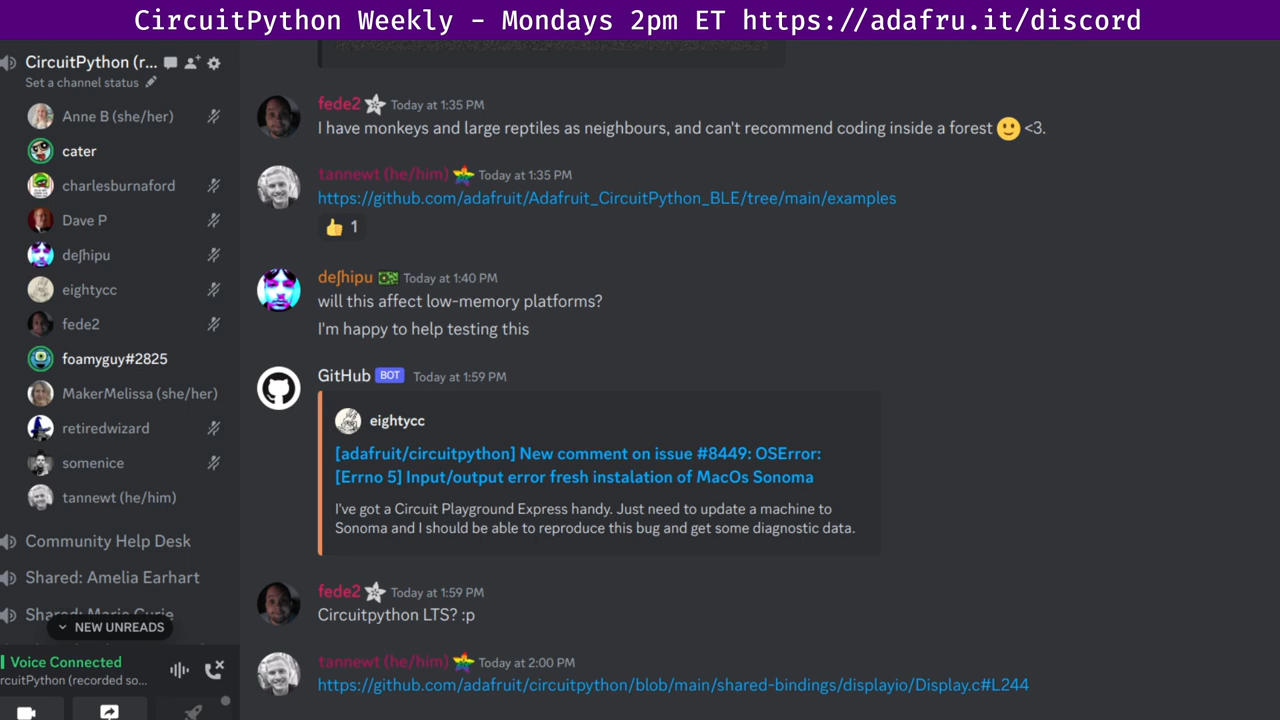 CircuitPython Weekly - Mondays 2pm ET https://adafru.it/discord
CircuitPython (r...
Set a channel status
Anne B (she/her)
cater
charlesburnaford
Dave P
deʃhipu
eightycc
fede2
foamyguy#2825
MakerMelissa (she/her)
retiredwizard
somenice
tannewt (he/him)
Community Help Desk
Shared: Amelia Earhart
Shared: Marie Curie
NEW UNREADS
Voice Connected
rcuitPython (recorded so...
fede2 Today at 1:35 PM
I have monkeys and large reptiles as neighbours, and can't recommend coding inside a forest 🙂 <3.
tannewt (he/him) Today at 1:35 PM
https://github.com/adafruit/Adafruit_CircuitPython_BLE/tree/main/examples
👍 1
deʃhipu Today at 1:40 PM
will this affect low-memory platforms?
I'm happy to help testing this
GitHub BOT Today at 1:59 PM
eightycc
[adafruit/circuitpython] New comment on issue #8449: OSError:
[Errno 5] Input/output error fresh instalation of MacOs Sonoma
I've got a Circuit Playground Express handy. Just need to update a machine to
Sonoma and I should be able to reproduce this bug and get some diagnostic data.
fede2 Today at 1:59 PM
Circuitpython LTS? :p
tannewt (he/him) Today at 2:00 PM
https://github.com/adafruit/circuitpython/blob/main/shared-bindings/displayio/Display.c#L244